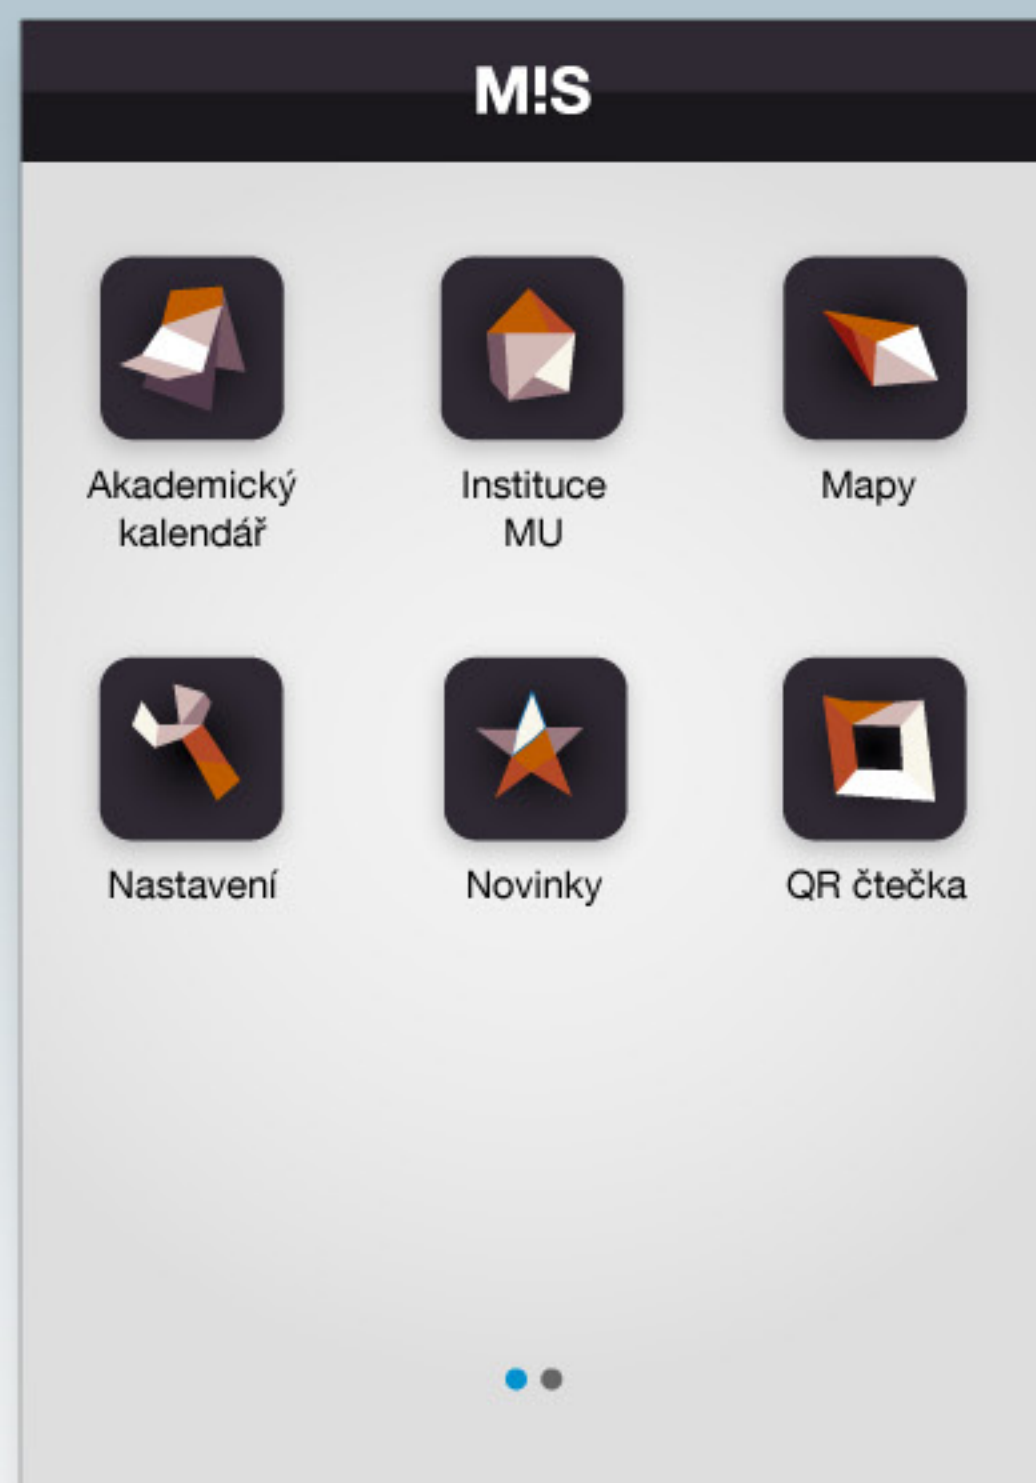 M!S
Akademický
kalendář
Instituce
MU
Mapy
Nastavení
Novinky
QR čtečka